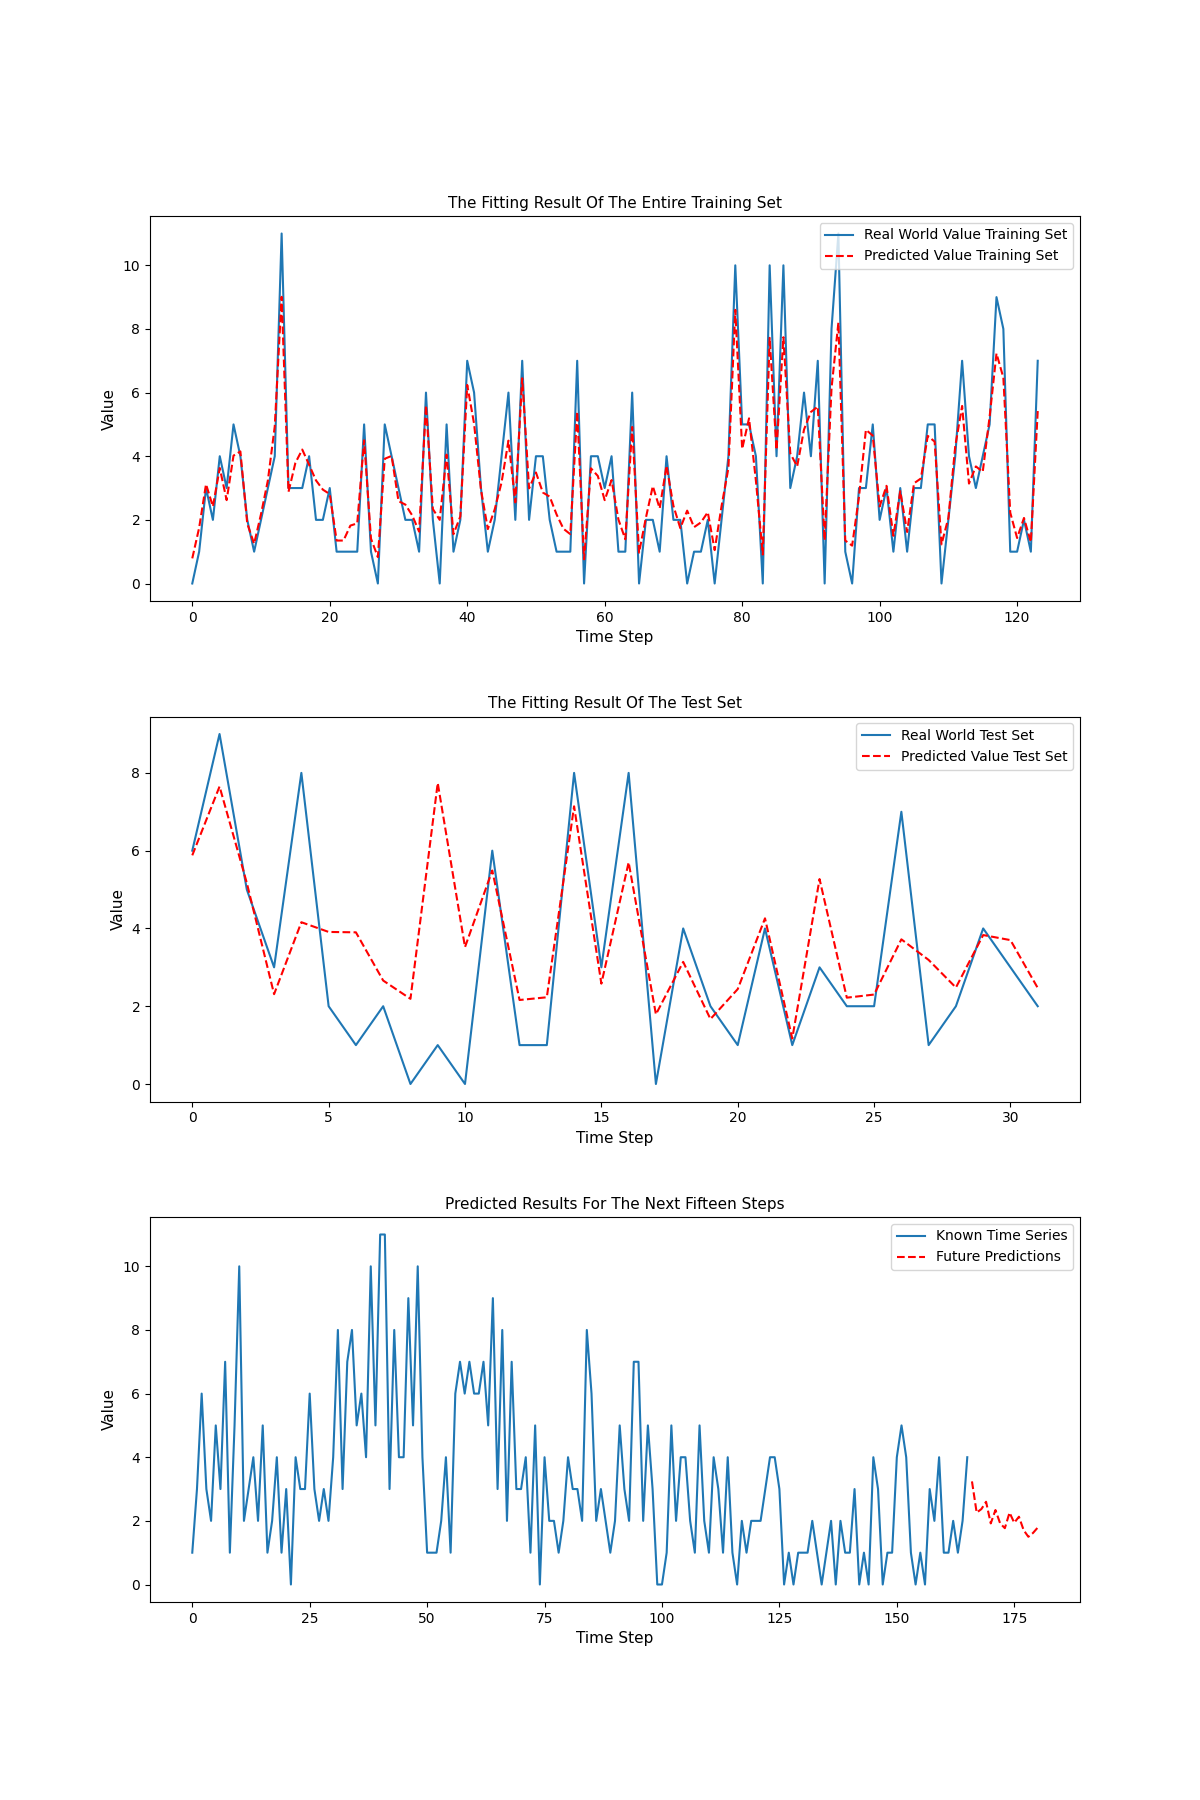 The Fitting Result Of The Entire Training Set
Real World Value Training Set
Predicted Value Training Set
Value
10
8
6
4
2
0
0 20 40 60 80 100 120
Time Step
The Fitting Result Of The Test Set
Real World Test Set
Predicted Value Test Set
Value
8
6
4
2
0
0 5 10 15 20 25 30
Time Step
Predicted Results For The Next Fifteen Steps
Known Time Series
Future Predictions
Value
10
8
6
4
2
0
0 25 50 75 100 125 150 175
Time Step